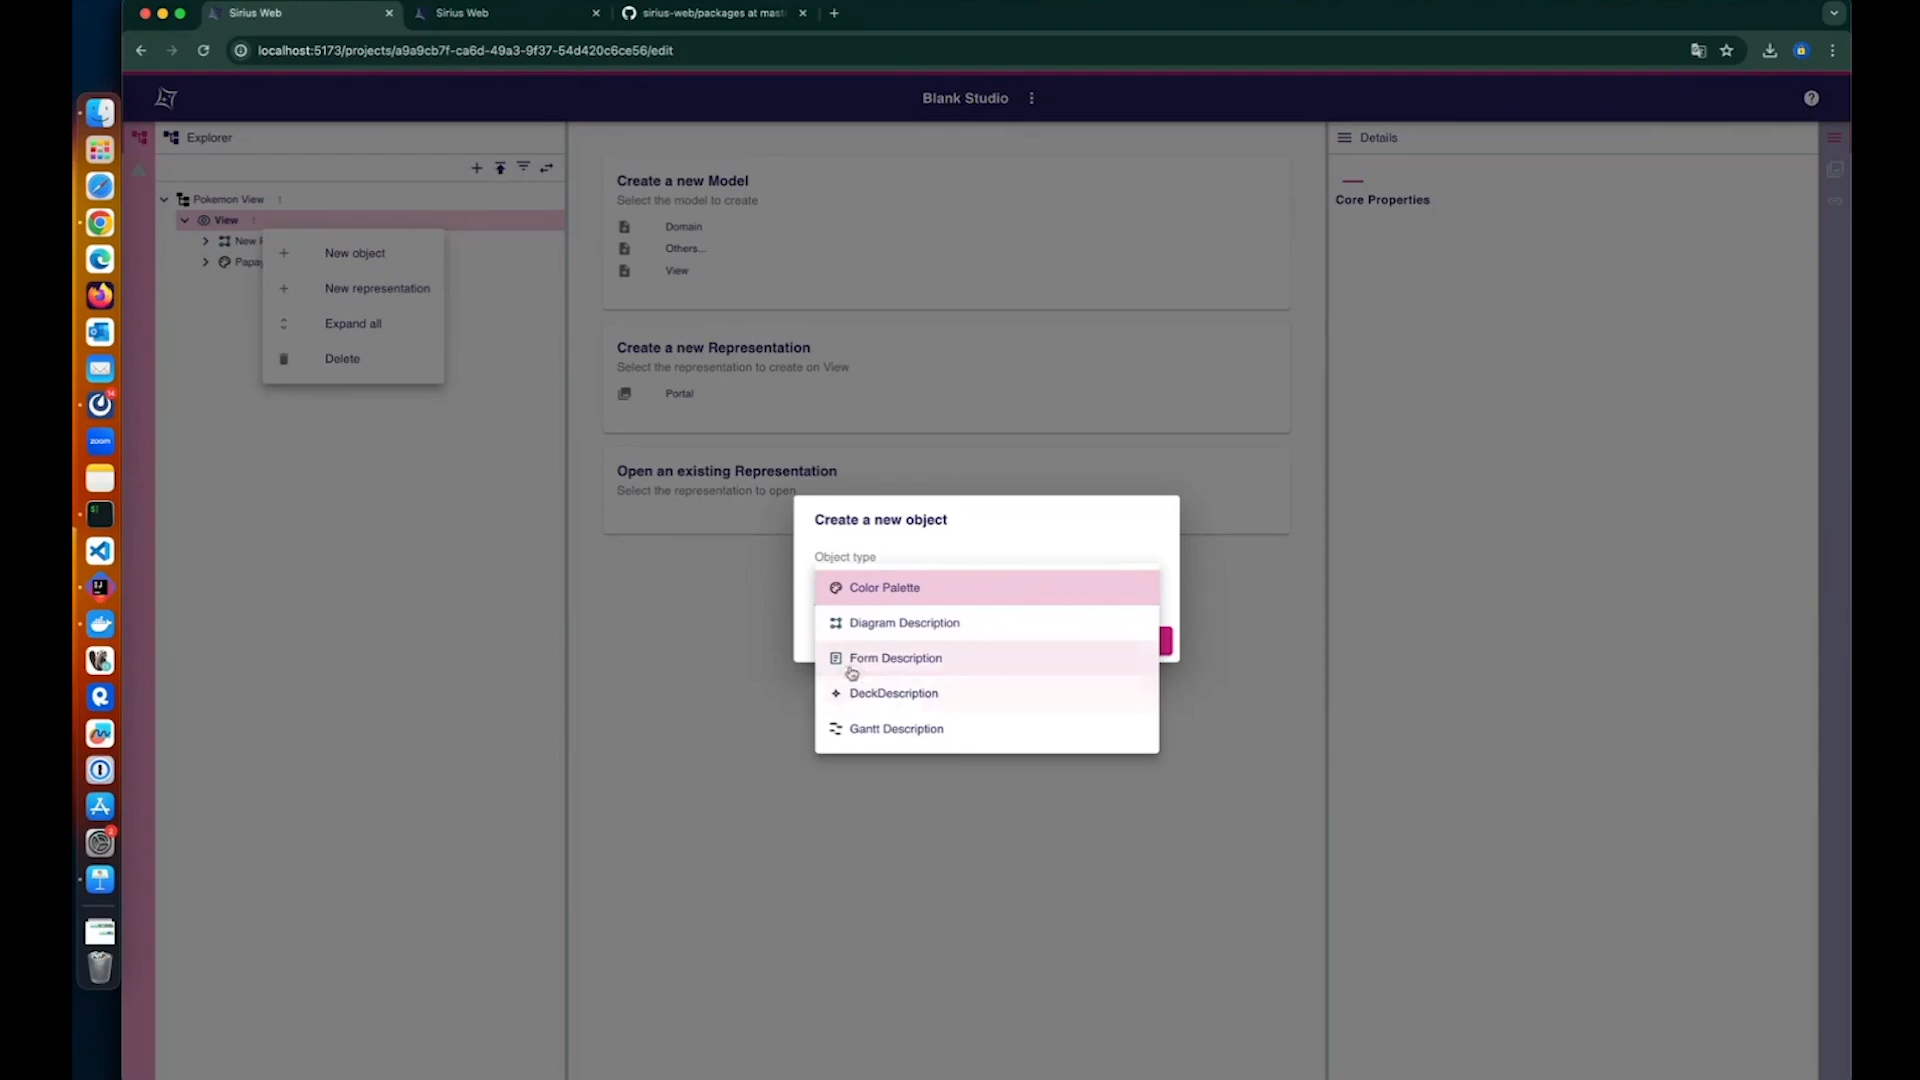 Sirius Web
Sirius Web
sirius-web/packages at mast
localhost:5173/projects/a9a9cb7f-ca6d-49a3-9f37-54d420c6ce56/edit
Blank Studio
Explorer
Details
Pokemon View
View
New
Papay
New object
New representation
Expand all
Delete
Create a new Model
Select the model to create
Domain
Others...
View
Create a new Representation
Select the representation to create on View
Portal
Open an existing Representation
Select the representation to open
Core Properties
Create a new object
Object type
Color Palette
Diagram Description
Form Description
DeckDescription
Gantt Description
zoom